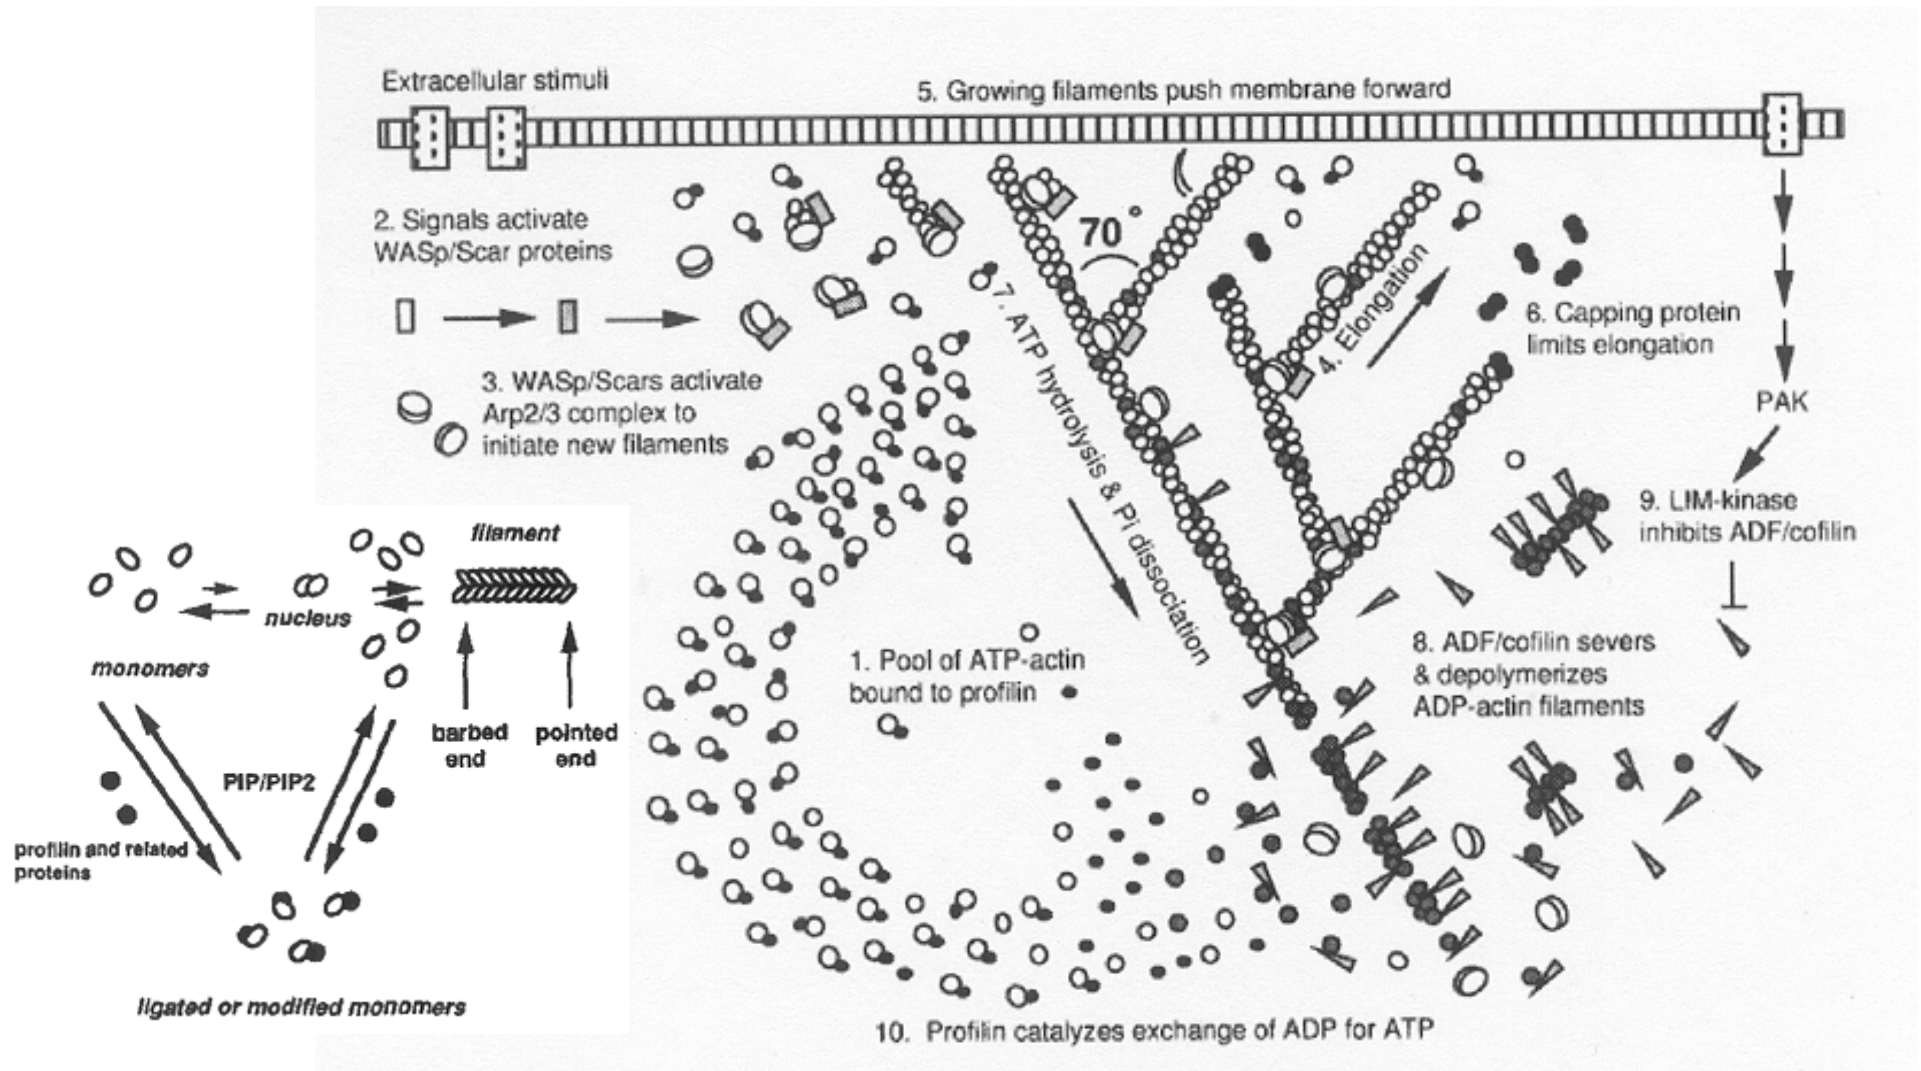 Extracellular stimuli
5. Growing filaments push membrane forward
2. Signals activate
WASp/Scar proteins
70°
3. WASp/Scars activate
Arp2/3 complex to
initiate new filaments
7. ATP hydrolysis & Pi dissociation
4. Elongation
6. Capping protein
limits elongation
PAK
9. LIM-kinase
inhibits ADF/cofilin
8. ADF/cofilin severs
& depolymerizes
ADP-actin filaments
1. Pool of ATP-actin
bound to profilin
10. Profilin catalyzes exchange of ADP for ATP
filament
nucleus
monomers
barbed
end
pointed
end
PIP/PIP2
profilin and related
proteins
ligated or modified monomers